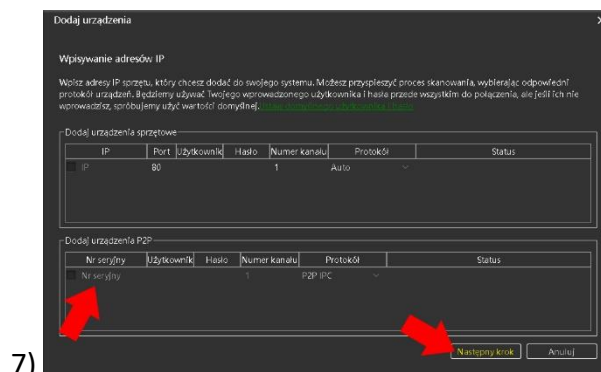 Dodaj urządzenia
Wpisywanie adresów IP
Wpisz adresy IP sprzętu, który chcesz dodać do swojego systemu. Możesz przyspieszyć proces skanowania, wybierając odpowiedni
protokół urządzeń. Będziemy używać Twojego wprowadzonego użytkownika i hasła przede wszystkim do połączenia, ale jeśli ich nie
wprowadzisz, spróbujemy użyć wartości domyślnej.
Dodaj urządzenia sprzętowe
IP Port Użytkownik Hasło Numer kanału Protokół Status
IP 80 1 Auto
Dodaj urządzenia P2P
Nr seryjny Użytkownik Hasło Numer kanału Protokół Status
Nr seryjny 1 P2P IPC
Następny krok Anuluj
7)